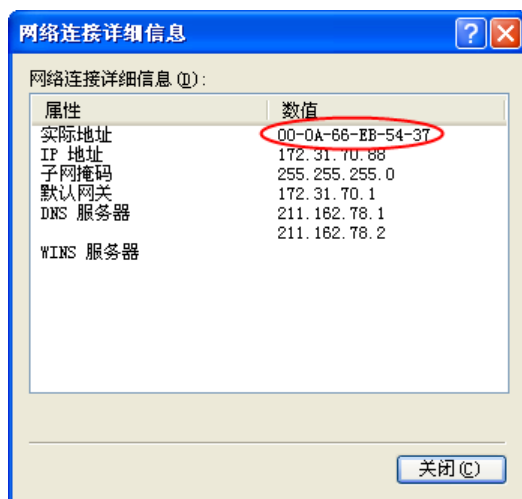 网络连接详细信息
网络连接详细信息(D):
属性 数值
实际地址 00-0A-66-EB-54-37
IP 地址 172.31.70.88
子网掩码 255.255.255.0
默认网关 172.31.70.1
DNS 服务器 211.162.78.1
211.162.78.2
WINS 服务器
关闭(C)